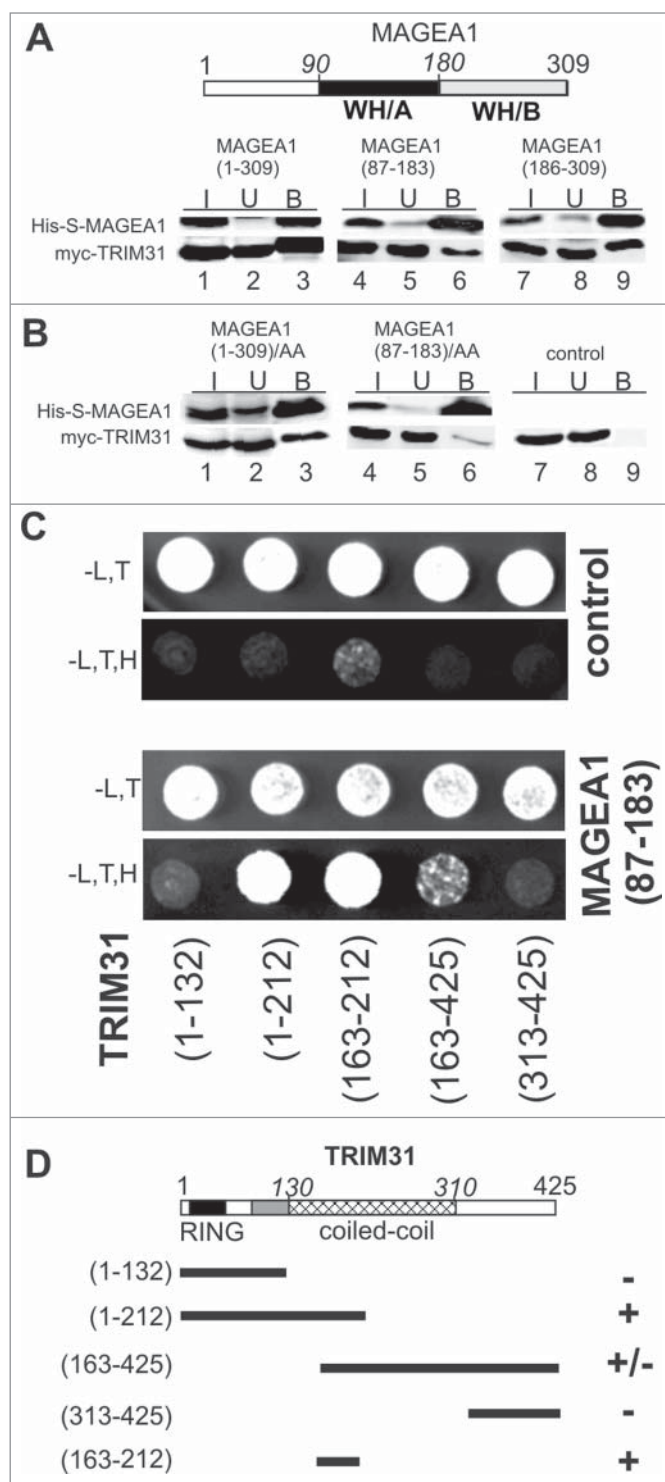 A
MAGEA1
1 90 180 309
WH/A WH/B
MAGEA1 (1-309)
MAGEA1 (87-183)
MAGEA1 (186-309)
I U B I U B I U B
His-S-MAGEA1
myc-TRIM31
1 2 3 4 5 6 7 8 9
B
MAGEA1 (1-309)/AA
MAGEA1 (87-183)/AA
control
I U B I U B I U B
His-S-MAGEA1
myc-TRIM31
1 2 3 4 5 6 7 8 9
C
-L,T
-L,T,H
control
-L,T
-L,T,H
MAGEA1 (87-183)
TRIM31
(1-132) (1-212) (163-212) (163-425) (313-425)
D
TRIM31
1 130 310 425
RING coiled-coil
(1-132) -
(1-212) +
(163-425) +/-
(313-425) -
(163-212) +